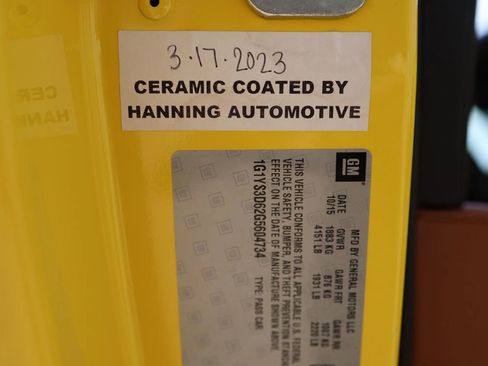 3·17·2023
CERAMIC COATED BY
HANNING AUTOMOTIVE
GM
MFD BY GENERAL MOTORS LLC
DATE GVWR GAWR FRT GAWR RR
10/15 1883 KG 876 KG 1007 KG
4151 LB 1931 LB 2220 LB
THIS VEHICLE CONFORMS TO ALL APPLICABLE U.S. FEDERAL
VEHICLE SAFETY, BUMPER, AND THEFT PREVENTION STANDARDS
EFFECT ON THE DATE OF MANUFACTURE SHOWN ABOVE.
1G1YS3D62G5604734 TYPE: PASS CAR